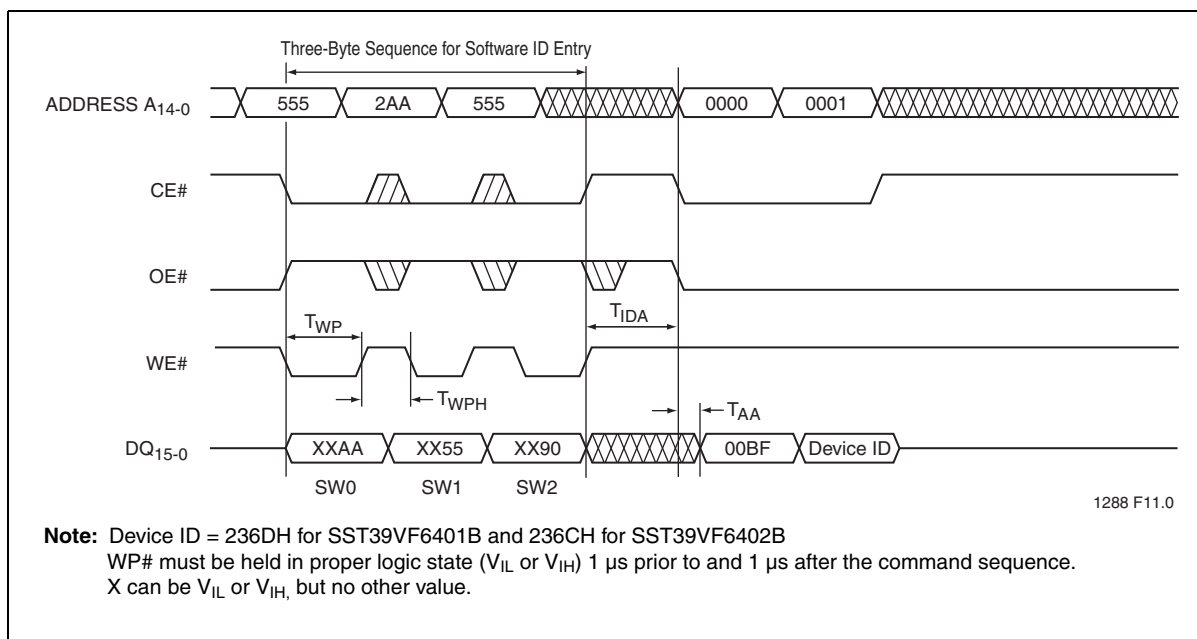 Three-Byte Sequence for Software ID Entry
ADDRESS A14-0
555
2AA
555
0000
0001
CE#
OE#
TWP
TIDA
WE#
TWPH
TAA
DQ15-0
XXAA
XX55
XX90
00BF
Device ID
SW0
SW1
SW2
1288 F11.0
Note: Device ID = 236DH for SST39VF6401B and 236CH for SST39VF6402B
WP# must be held in proper logic state (VIL or VIH) 1 µs prior to and 1 µs after the command sequence.
X can be VIL or VIH, but no other value.